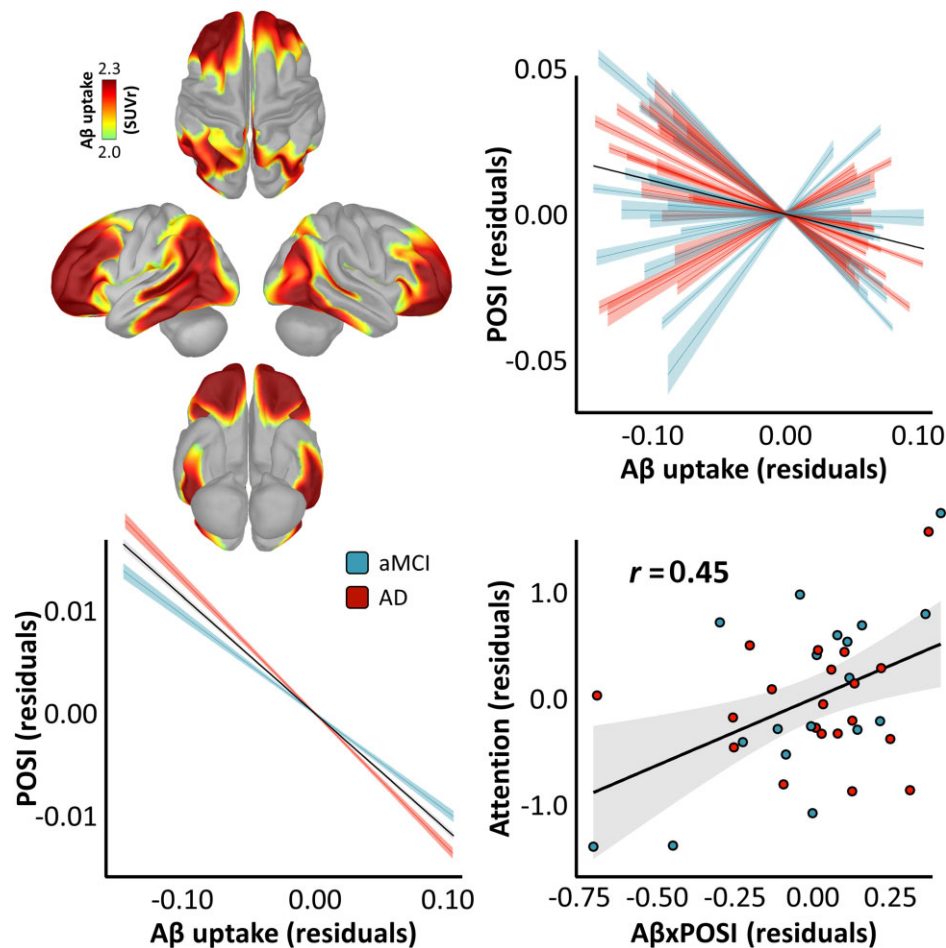 Aβ uptake
(SUVr)
2.3
2.0
0.05
0.00
-0.05
POSI (residuals)
-0.10
0.00
0.10
Aβ uptake (residuals)
aMCI
AD
0.01
0.00
-0.01
POSI (residuals)
-0.10
0.00
0.10
Aβ uptake (residuals)
r = 0.45
1.0
0.0
-1.0
Attention (residuals)
-0.75
-0.50
-0.25
0.00
0.25
AβxPOSI (residuals)